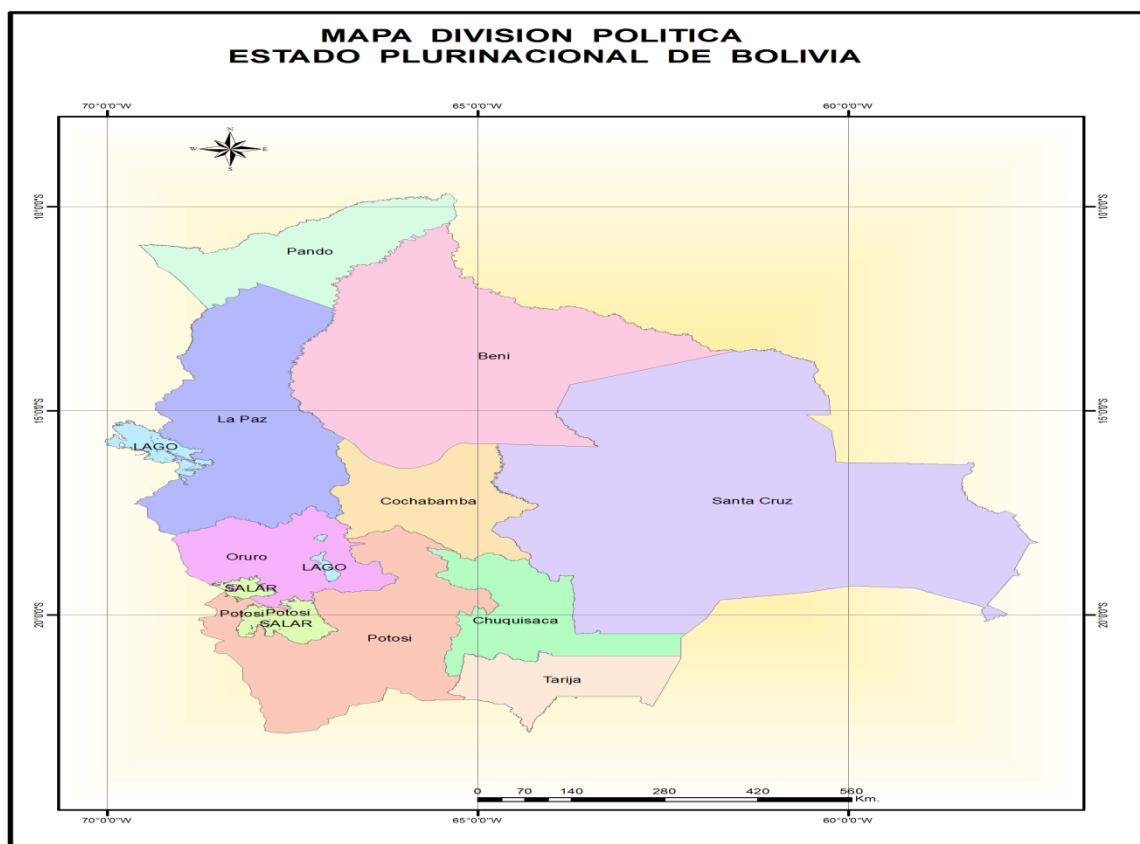 MAPA DIVISION POLITICA
ESTADO PLURINACIONAL DE BOLIVIA
70°0'0"W
65°0'0"W
60°0'0"W
N
W
E
S
10°0'0"S
10°0'0"S
Pando
Beni
15°0'0"S
15°0'0"S
La Paz
LAGO
Cochabamba
Santa Cruz
Oruro
LAGO
SALAR
20°0'0"S
20°0'0"S
Potosi
Potosi
SALAR
Chuquisaca
Potosi
Tarija
0
70
140
280
420
560
Km.
70°0'0"W
65°0'0"W
60°0'0"W